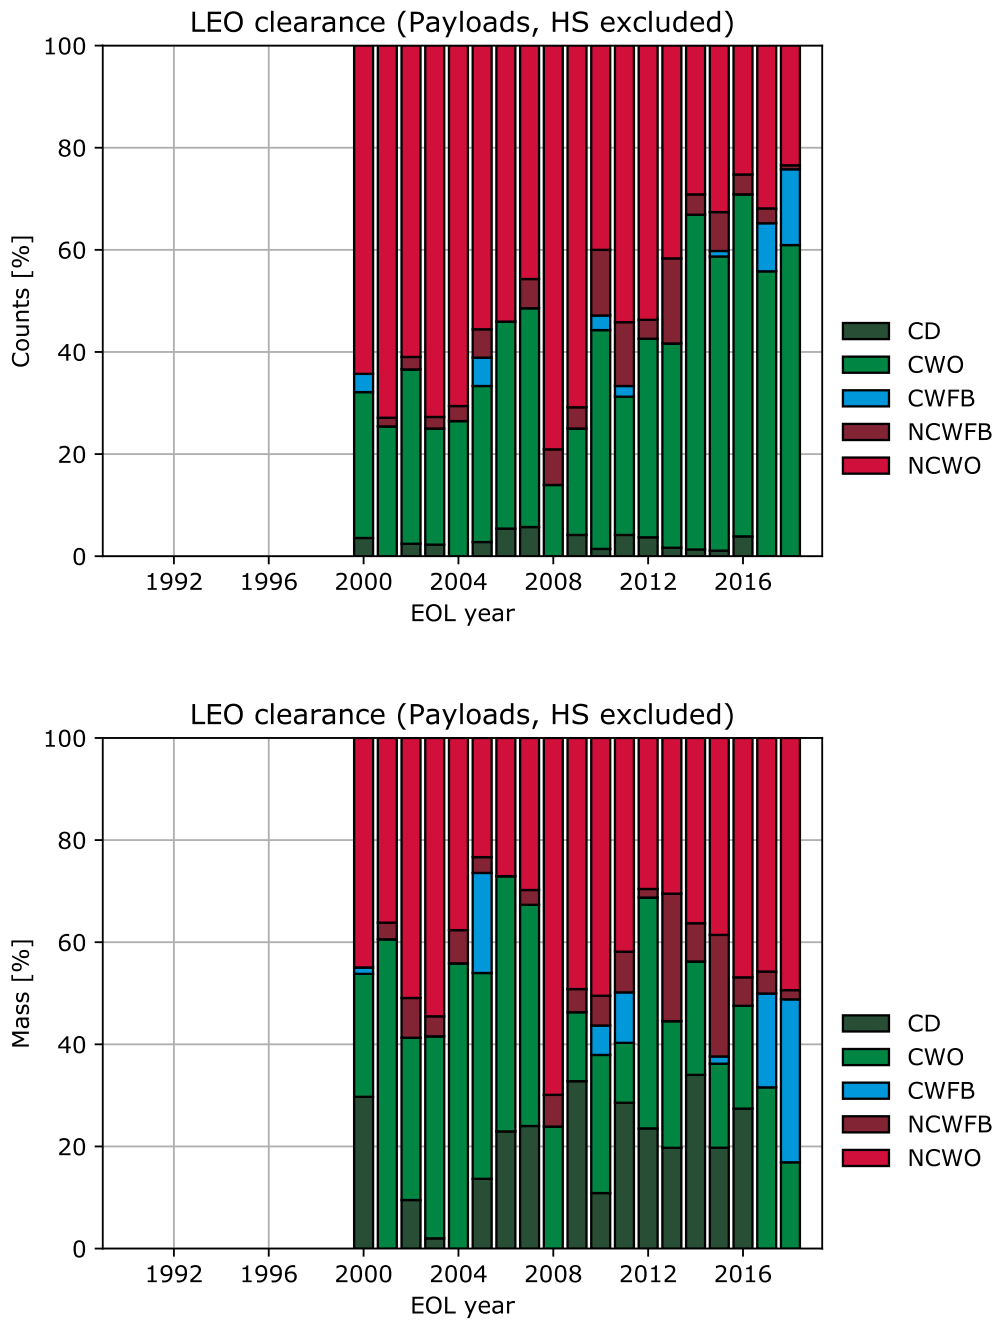 LEO clearance (Payloads, HS excluded)
100
80
60
40
20
0
Counts [%]
1992 1996 2000 2004 2008 2012 2016
EOL year
CD
CWO
CWFB
NCWFB
NCWO
LEO clearance (Payloads, HS excluded)
100
80
60
40
20
0
Mass [%]
1992 1996 2000 2004 2008 2012 2016
EOL year
CD
CWO
CWFB
NCWFB
NCWO